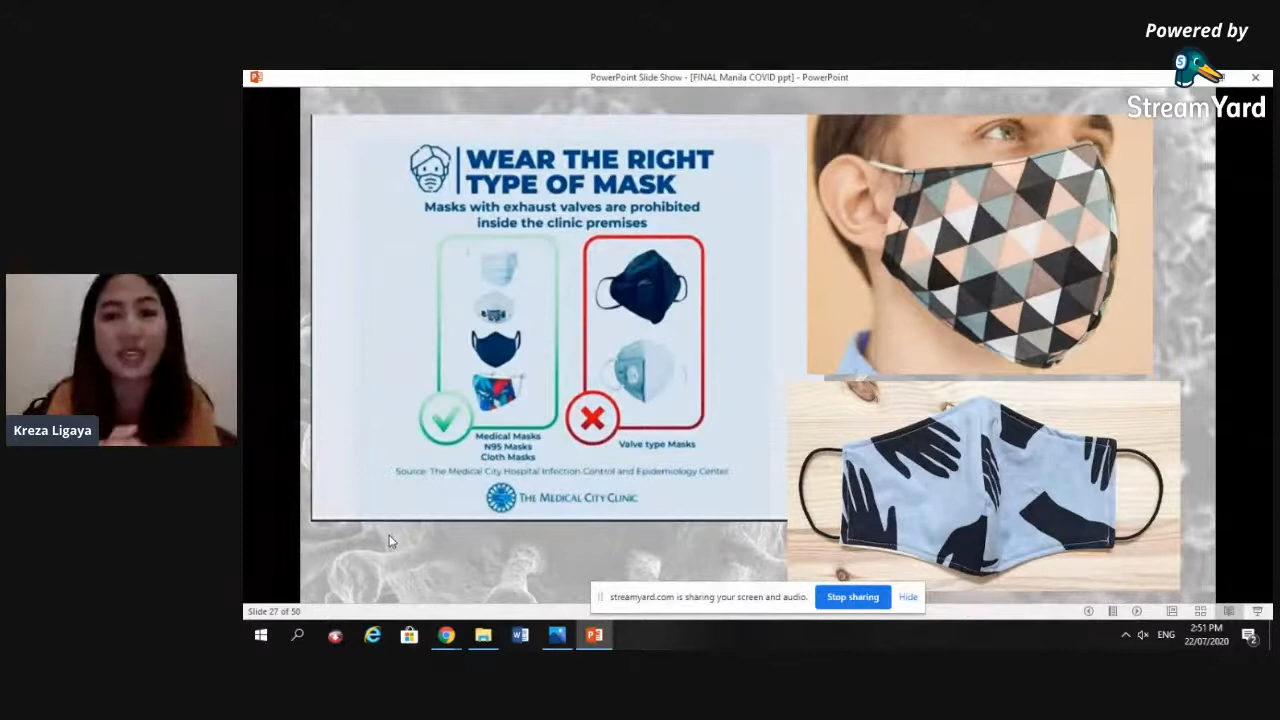 Powered by
StreamYard
PowerPoint Slide Show - [FINAL Manila COVID ppt] - PowerPoint
WEAR THE RIGHT
TYPE OF MASK
Masks with exhaust valves are prohibited
inside the clinic premises
Medical Masks
N95 Masks
Cloth Masks
Valve type Masks
Source: The Medical City Hospital Infection Control and Epidemiology Center
THE MEDICAL CITY CLINIC
Kreza Ligaya
streamyard.com is sharing your screen and audio.
Stop sharing
Hide
Slide 27 of 50
ENG
2:51 PM
22/07/2020
2